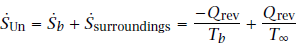 Ṡ_Un = Ṡ_b + Ṡ_surroundings = −Q_rev / T_b + Q_rev / T_∞